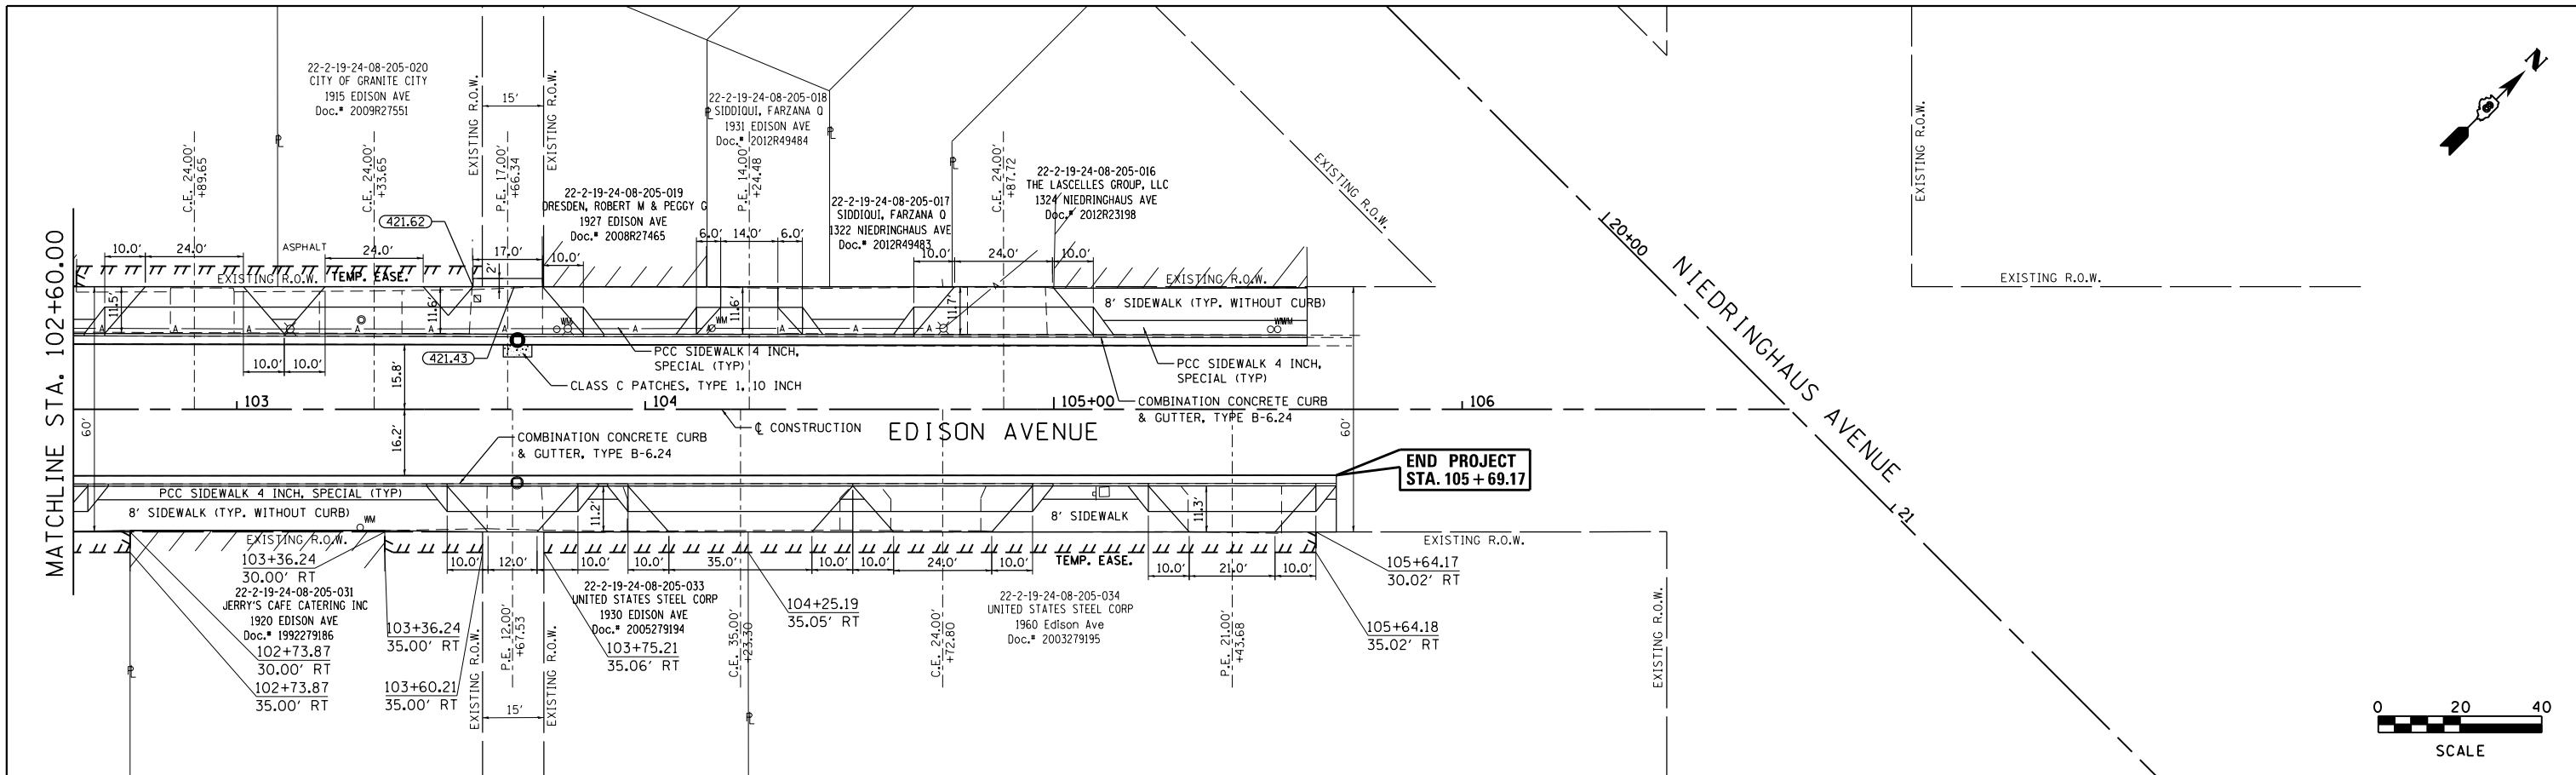 22-2-19-24-08-205-020
CITY OF GRANITE CITY
1915 EDISON AVE
Doc.# 2009R27551
22-2-19-24-08-205-018
SIDDIQUI, FARZANA Q
1931 EDISON AVE
Doc.# 2012R49484
22-2-19-24-08-205-019
DRESDEN, ROBERT M & PEGGY G
1927 EDISON AVE
Doc.# 2008R27465
22-2-19-24-08-205-017
SIDDIQUI, FARZANA Q
1322 NIEDRINGHAUS AVE
Doc.# 2012R49483
22-2-19-24-08-205-016
THE LASCELLES GROUP, LLC
1324 NIEDRINGHAUS AVE
Doc.# 2012R23198
EXISTING R.O.W.
15'
EXISTING R.O.W.
C.E. 24.00'
+89.65
C.E. 24.00'
+33.65
P.E. 17.00'
+66.34
P.E. 14.00'
+24.48
C.E. 24.00'
+87.72
EXISTING R.O.W.
EXISTING R.O.W.
N
421.62
10.0'
24.0'
ASPHALT
24.0'
17.0'
10.0'
2'
6.0'
14.0'
6.0'
10.0'
24.0'
10.0'
EXISTING R.O.W.
TEMP. EASE.
EXISTING R.O.W.
EXISTING R.O.W.
11.5'
11.6'
11.6'
11.7'
8' SIDEWALK (TYP. WITHOUT CURB)
A A A A A A A A A A A
WM
WM
WM
10.0'
10.0'
421.43
PCC SIDEWALK 4 INCH,
SPECIAL (TYP)
PCC SIDEWALK 4 INCH,
SPECIAL (TYP)
CLASS C PATCHES, TYPE 1, 10 INCH
COMBINATION CONCRETE CURB
& GUTTER, TYPE B-6.24
MATCHLINE STA. 102+60.00
60'
15.8'
16.2'
103
104
105+00
106
℄ CONSTRUCTION
EDISON AVENUE
60'
20+00
NIEDRINGHAUS AVENUE
21
COMBINATION CONCRETE CURB
& GUTTER, TYPE B-6.24
END PROJECT
STA. 105+69.17
PCC SIDEWALK 4 INCH, SPECIAL (TYP)
8' SIDEWALK (TYP. WITHOUT CURB)
WM
11.2'
8' SIDEWALK
11.3'
EXISTING R.O.W.
EXISTING R.O.W.
10.0'
12.0'
10.0'
10.0'
35.0'
10.0'
10.0'
24.0'
10.0'
TEMP. EASE.
10.0'
21.0'
10.0'
103+36.24
30.00' RT
22-2-19-24-08-205-031
JERRY'S CAFE CATERING INC
1920 EDISON AVE
Doc.# 1992279186
102+73.87
30.00' RT
102+73.87
35.00' RT
103+36.24
35.00' RT
103+60.21
35.00' RT
EXISTING R.O.W.
P.E. 12.00'
+67.53
EXISTING R.O.W.
15'
22-2-19-24-08-205-033
UNITED STATES STEEL CORP
1930 EDISON AVE
Doc.# 2005279194
103+75.21
35.06' RT
C.E. 35.00'
+23.30
104+25.19
35.05' RT
C.E. 24.00'
+72.80
22-2-19-24-08-205-034
UNITED STATES STEEL CORP
1960 Edison Ave
Doc.# 2003279195
P.E. 21.00'
+43.68
105+64.17
30.02' RT
105+64.18
35.02' RT
EXISTING R.O.W.
0 20 40
SCALE